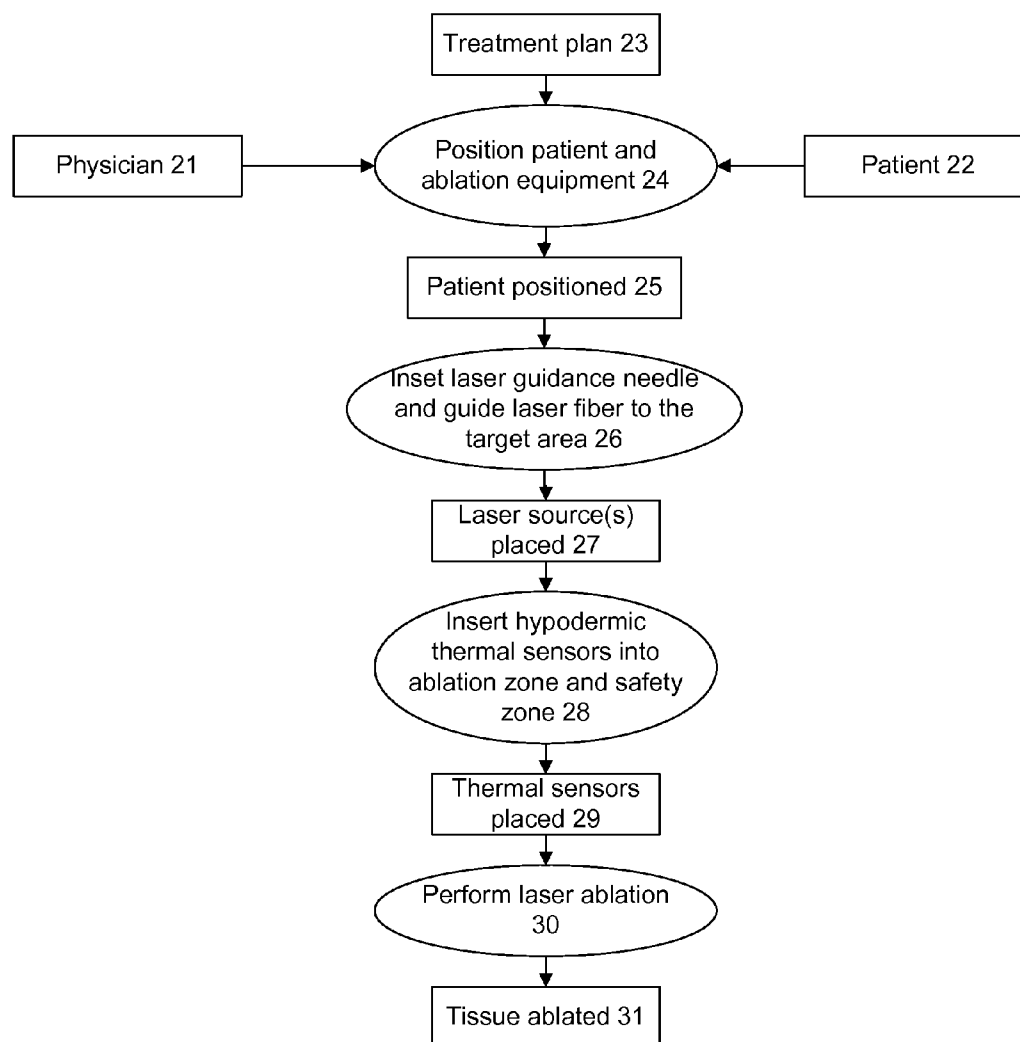 Treatment plan 23
Physician 21
Position patient and
ablation equipment 24
Patient 22
Patient positioned 25
Inset laser guidance needle
and guide laser fiber to the
target area 26
Laser source(s)
placed 27
Insert hypodermic
thermal sensors into
ablation zone and safety
zone 28
Thermal sensors
placed 29
Perform laser ablation
30
Tissue ablated 31